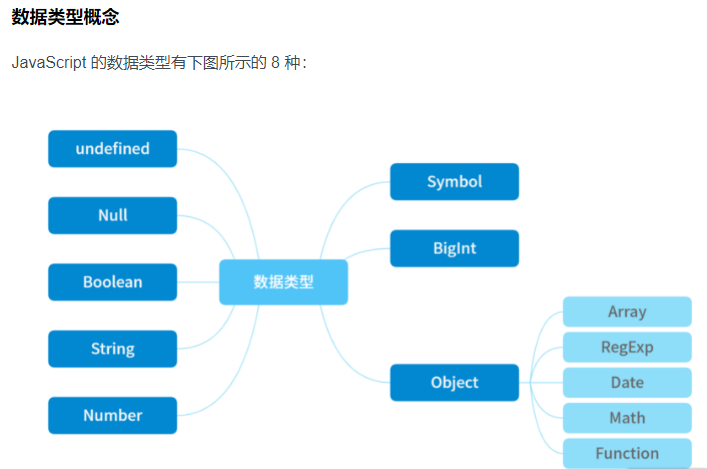 数据类型概念
JavaScript 的数据类型有下图所示的 8 种：
undefined
Null
Boolean
String
Number
数据类型
Symbol
BigInt
Object
Array
RegExp
Date
Math
Function